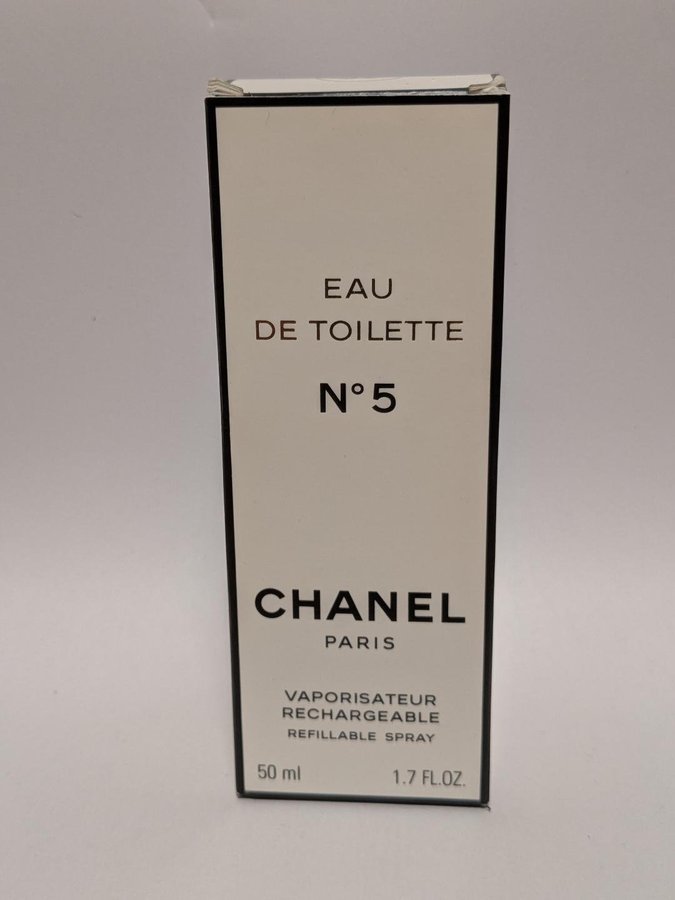 EAU
DE TOILETTE
N° 5
CHANEL
PARIS
VAPORISATEUR
RECHARGEABLE
REFILLABLE SPRAY
50 ml 1.7 FL.OZ.